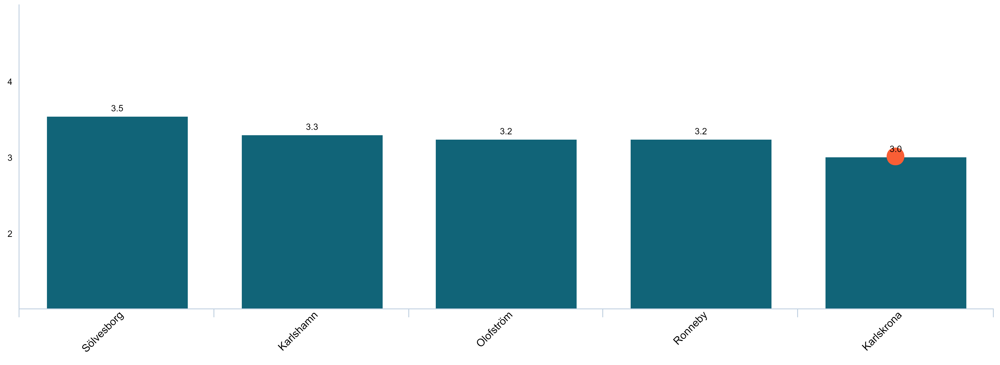 4
3
2
3.5
3.3
3.2
3.2
3.0
Sölvesborg
Karlshamn
Olofström
Ronneby
Karlskrona